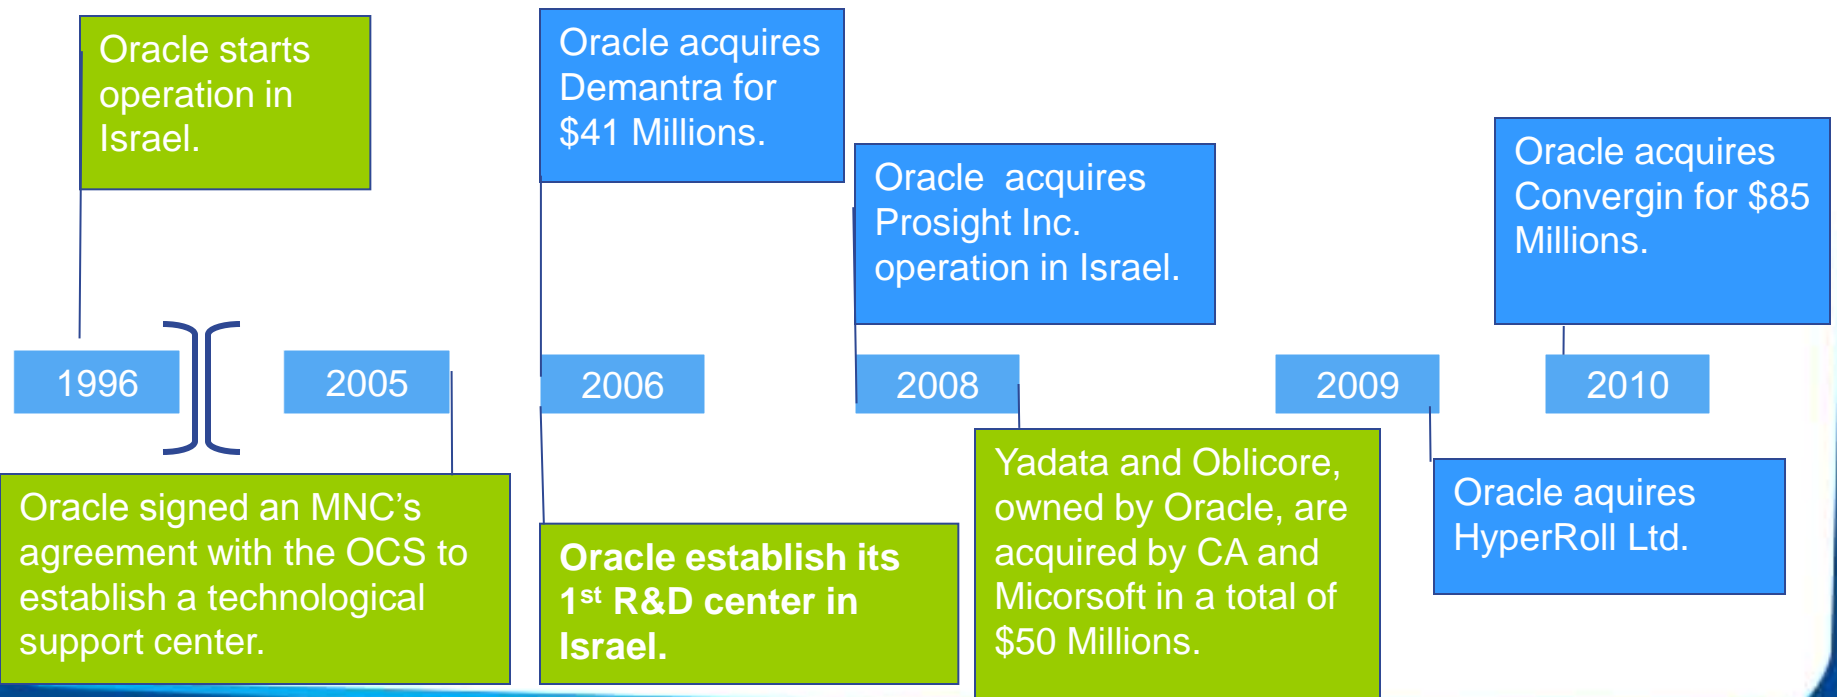 Oracle starts
operation in
Israel.
Oracle acquires
Demantra for
$41 Millions.
Oracle acquires
Prosight Inc.
operation in Israel.
Oracle acquires
Convergin for $85
Millions.
1996
2005
2006
2008
2009
2010
Oracle signed an MNC’s
agreement with the OCS to
establish a technological
support center.
Oracle establish its
1st R&D center in
Israel.
Yadata and Oblicore,
owned by Oracle, are
acquired by CA and
Micorsoft in a total of
$50 Millions.
Oracle aquires
HyperRoll Ltd.